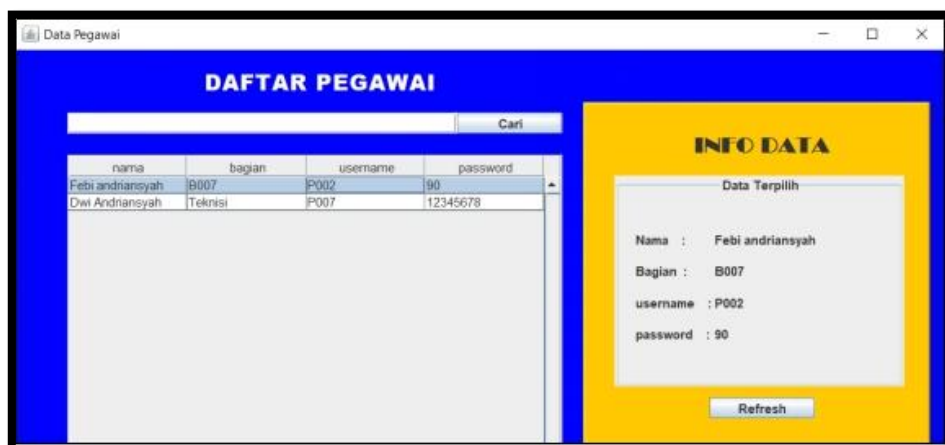 Data Pegawai
DAFTAR PEGAWAI
Cari
nama bagian username password
Febi andriansyah B007 P002 90
Dwi Andriansyah Teknisi P007 12345678
INFO DATA
Data Terpilih
Nama : Febi andriansyah
Bagian : B007
username : P002
password : 90
Refresh